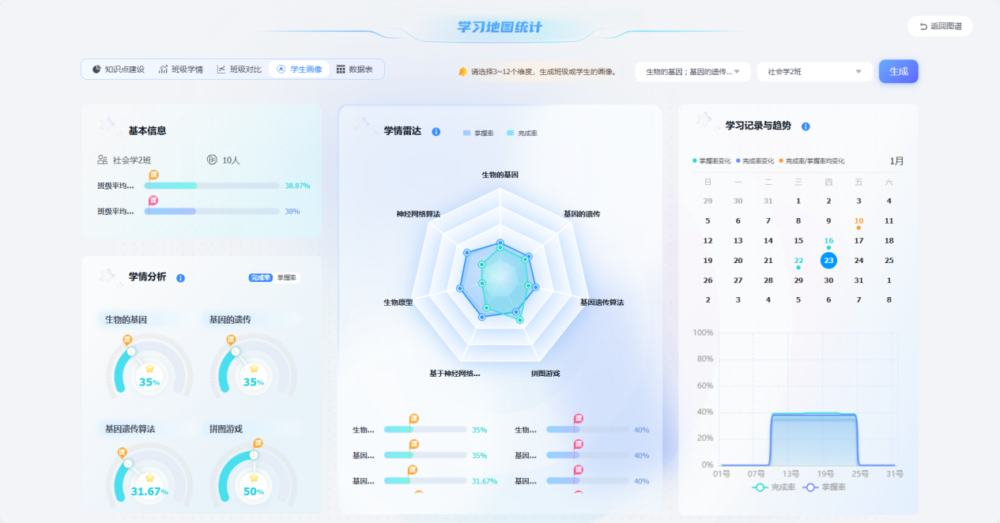 学习地图统计
返回图谱
知识点建设 班级学情 班级对比 学生画像 数据表
请选择3~12个维度，生成班级或学生的画像。
生物的基因；基因的遗传...
社会学2班
生成
基本信息
社会学2班 10人
课
班级平均... 38.87%
课
班级平均... 38%
学情分析
完成率 掌握率
生物的基因 基因的遗传
课 课
35% 35%
基因遗传算法 拼图游戏
课 课
31.67% 50%
学情雷达 掌握率 完成率
生物的基因
神经网络算法 基因的遗传
生物原型 基因遗传算法
基于神经网络... 拼图游戏
课 课
生物... 35% 生物... 40%
课 课
基因... 35% 基因... 40%
课 课
基因... 31.67% 基因... 40%
学习记录与趋势
掌握率变化 完成率变化 完成率/掌握率均变化 1月
日 一 二 三 四 五 六
29 30 31 1 2 3 4
5 6 7 8 9 10 11
12 13 14 15 16 17 18
19 20 21 22 23 24 25
26 27 28 29 30 31 1
2 3 4 5 6 7 8
100%
80%
60%
40%
20%
0%
01号 07号 13号 19号 25号 31号
完成率 掌握率